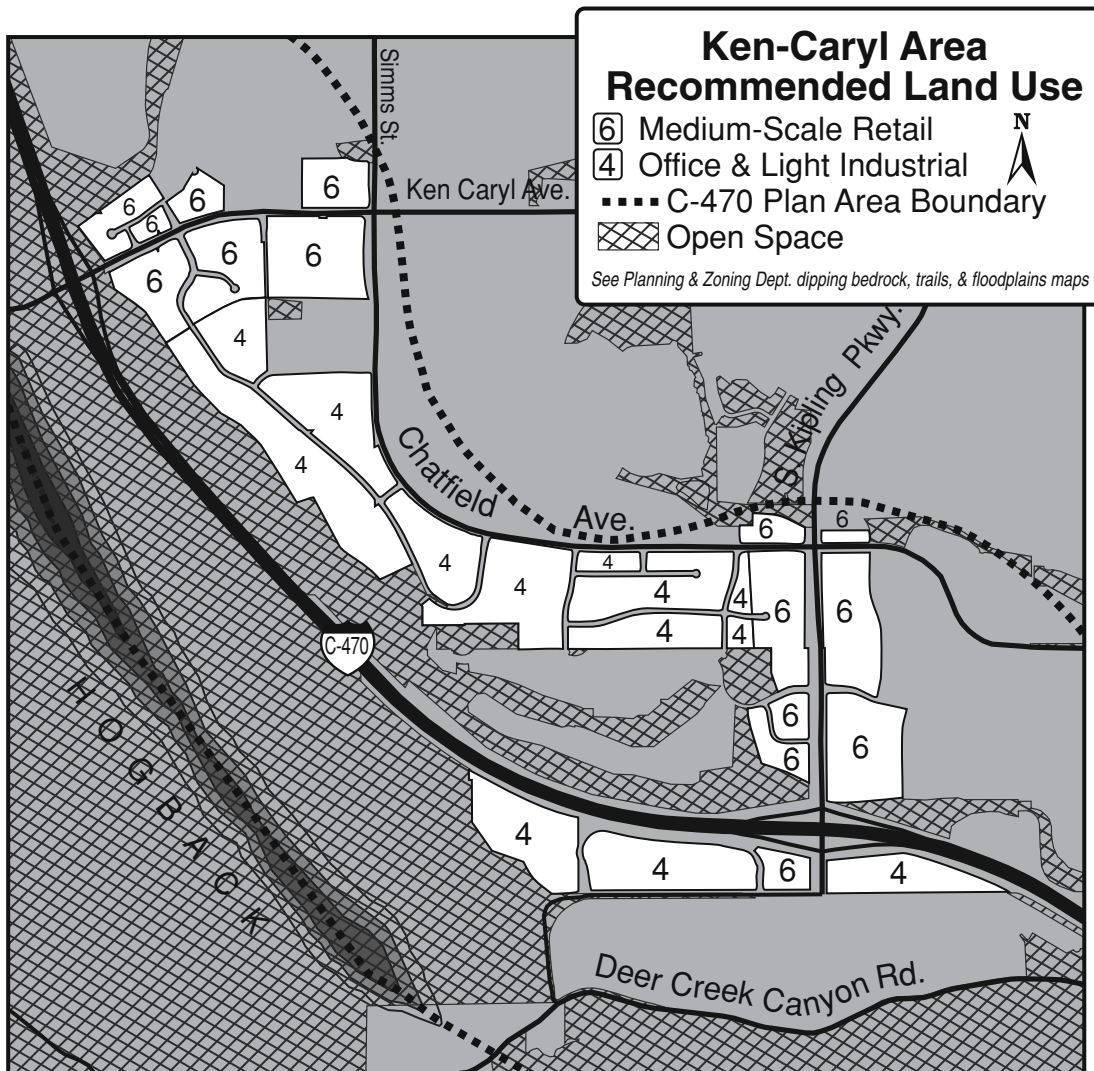 Ken-Caryl Area
Recommended Land Use
6 Medium-Scale Retail
4 Office & Light Industrial
C-470 Plan Area Boundary
Open Space
See Planning & Zoning Dept. dipping bedrock, trails, & floodplains maps
N
Simms St.
Ken Caryl Ave.
6
6
6
6
6
6
6
4
4
4
Chatfield Ave.
S. Kipling Pkwy.
6
6
4
4
4
4
4
4
4
6
6
C-470
6
6
6
4
4
6
4
HOGBACK
Deer Creek Canyon Rd.